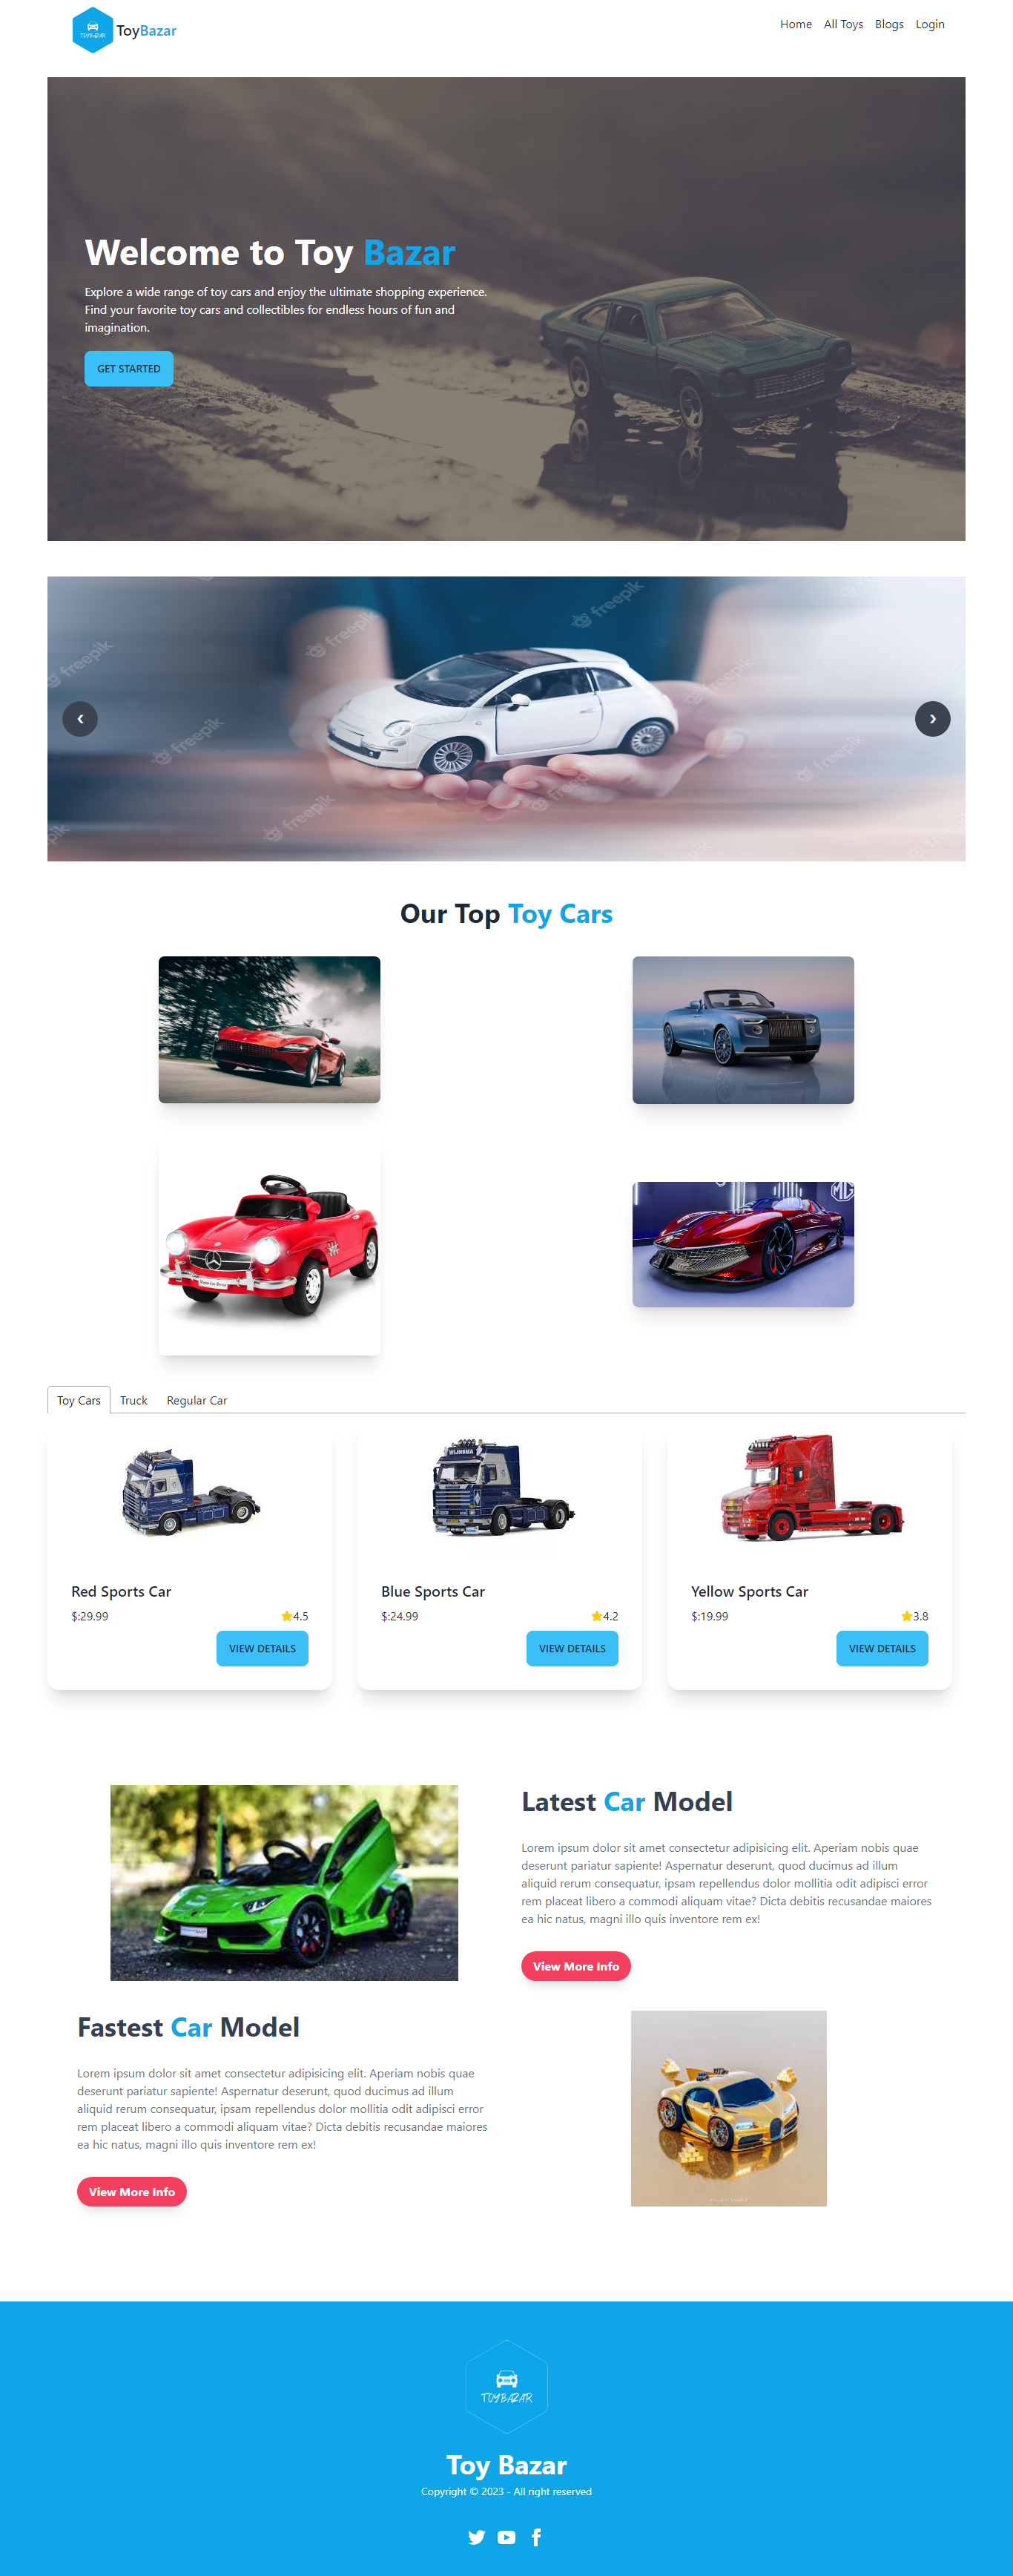 TOYBAZAR
ToyBazar
Home
All Toys
Blogs
Login
Welcome to Toy Bazar
Explore a wide range of toy cars and enjoy the ultimate shopping experience.
Find your favorite toy cars and collectibles for endless hours of fun and
imagination.
GET STARTED
freepik
freepik
freepik
freepik
freepik
freepik
freepik
freepik
❮
❯
Our Top Toy Cars
MG
Toy Cars
Truck
Regular Car
WIJNSMA
Red Sports Car
$:29.99
4.5
VIEW DETAILS
Blue Sports Car
$:24.99
4.2
VIEW DETAILS
Yellow Sports Car
$:19.99
3.8
VIEW DETAILS
Latest Car Model
Lorem ipsum dolor sit amet consectetur adipisicing elit. Aperiam nobis quae
deserunt pariatur sapiente! Aspernatur deserunt, quod ducimus ad illum
aliquid rerum consequatur, ipsam repellendus dolor mollitia odit adipisci error
rem placeat libero a commodi aliquam vitae? Dicta debitis recusandae maiores
ea hic natus, magni illo quis inventore rem ex!
View More Info
Fastest Car Model
Lorem ipsum dolor sit amet consectetur adipisicing elit. Aperiam nobis quae
deserunt pariatur sapiente! Aspernatur deserunt, quod ducimus ad illum
aliquid rerum consequatur, ipsam repellendus dolor mollitia odit adipisci error
rem placeat libero a commodi aliquam vitae? Dicta debitis recusandae maiores
ea hic natus, magni illo quis inventore rem ex!
View More Info
TOYBAZAR
Toy Bazar
Copyright © 2023 - All right reserved